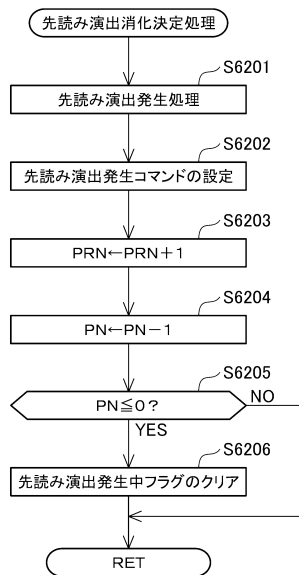 先読み演出消化決定処理
S6201
先読み演出発生処理
S6202
先読み演出発生コマンドの設定
S6203
PRN←PRN+1
S6204
PN←PN-1
S6205
PN≦0?
NO
YES
S6206
先読み演出発生中フラグのクリア
RET